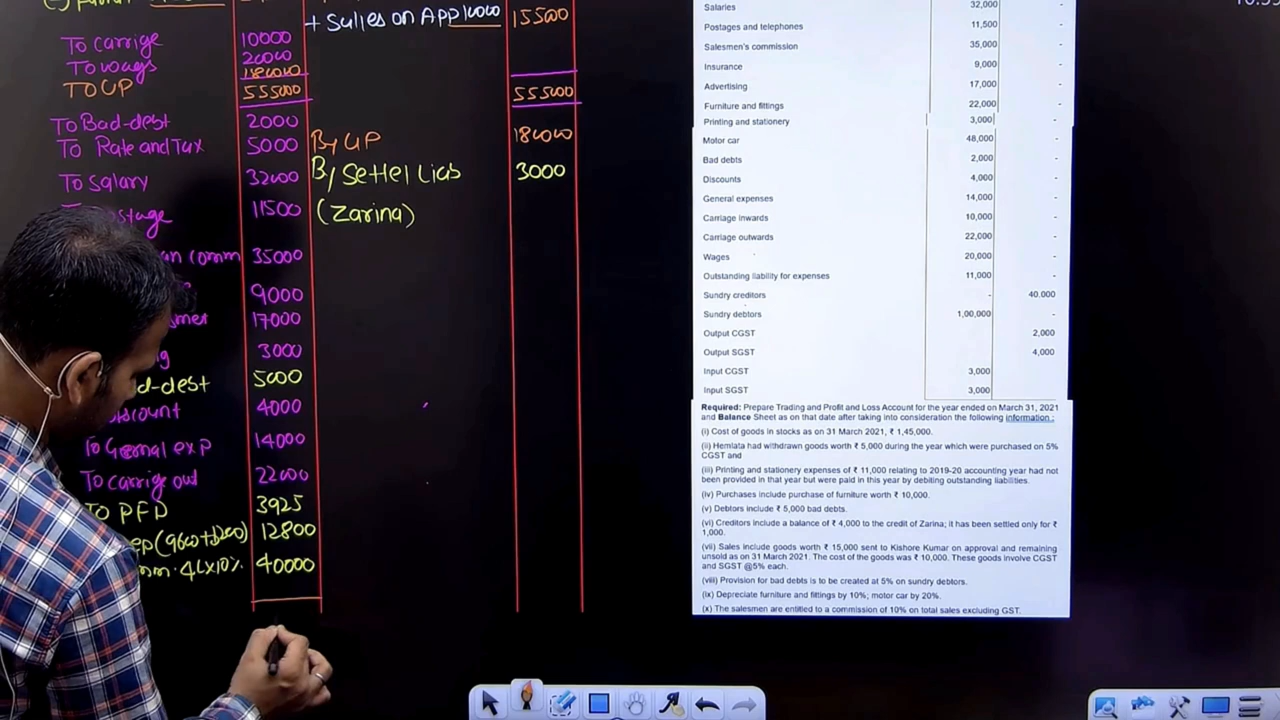 + Sales on App 10000 155000
To carrige 10000
To wages 20000
To GP 184000
555000 555000
To Bad-dest 2000
To Rate and Tax 5000 By GP 184000
To Salary 32000 By Settel Liab 3000
stage 11500 (Zarina)
an comm 35000
9000
17000
3000
d-dest 5000
scount 4000
To General exp 14000
To carrige out 22000
To PFD 3925
ep (9600+3200) 12800
mm. 4L×10% 40000
Salaries 32,000 -
Postages and telephones 11,500 -
Salesmen's commission 35,000 -
Insurance 9,000 -
Advertising 17,000 -
Furniture and fittings 22,000 -
Printing and stationery 3,000 -
Motor car 48,000 -
Bad debts 2,000 -
Discounts 4,000 -
General expenses 14,000 -
Carriage inwards 10,000 -
Carriage outwards 22,000 -
Wages 20,000 -
Outstanding liability for expenses 11,000 -
Sundry creditors - 40,000
Sundry debtors 1,00,000 -
Output CGST 2,000
Output SGST 4,000
Input CGST 3,000
Input SGST 3,000
Required: Prepare Trading and Profit and Loss Account for the year ended on March 31, 2021
and Balance Sheet as on that date after taking into consideration the following information :
(i) Cost of goods in stocks as on 31 March 2021, ₹ 1,45,000.
(ii) Hemlata had withdrawn goods worth ₹ 5,000 during the year which were purchased on 5%
CGST and
(iii) Printing and stationery expenses of ₹ 11,000 relating to 2019-20 accounting year had not
been provided in that year but were paid in this year by debiting outstanding liabilities.
(iv) Purchases include purchase of furniture worth ₹ 10,000.
(v) Debtors include ₹ 5,000 bad debts.
(vi) Creditors include a balance of ₹ 4,000 to the credit of Zarina; it has been settled only for ₹
1,000.
(vii) Sales include goods worth ₹ 15,000 sent to Kishore Kumar on approval and remaining
unsold as on 31 March 2021. The cost of the goods was ₹ 10,000. These goods involve CGST
and SGST @5% each.
(viii) Provision for bad debts is to be created at 5% on sundry debtors.
(ix) Depreciate furniture and fittings by 10%; motor car by 20%.
(x) The salesmen are entitled to a commission of 10% on total sales excluding GST.